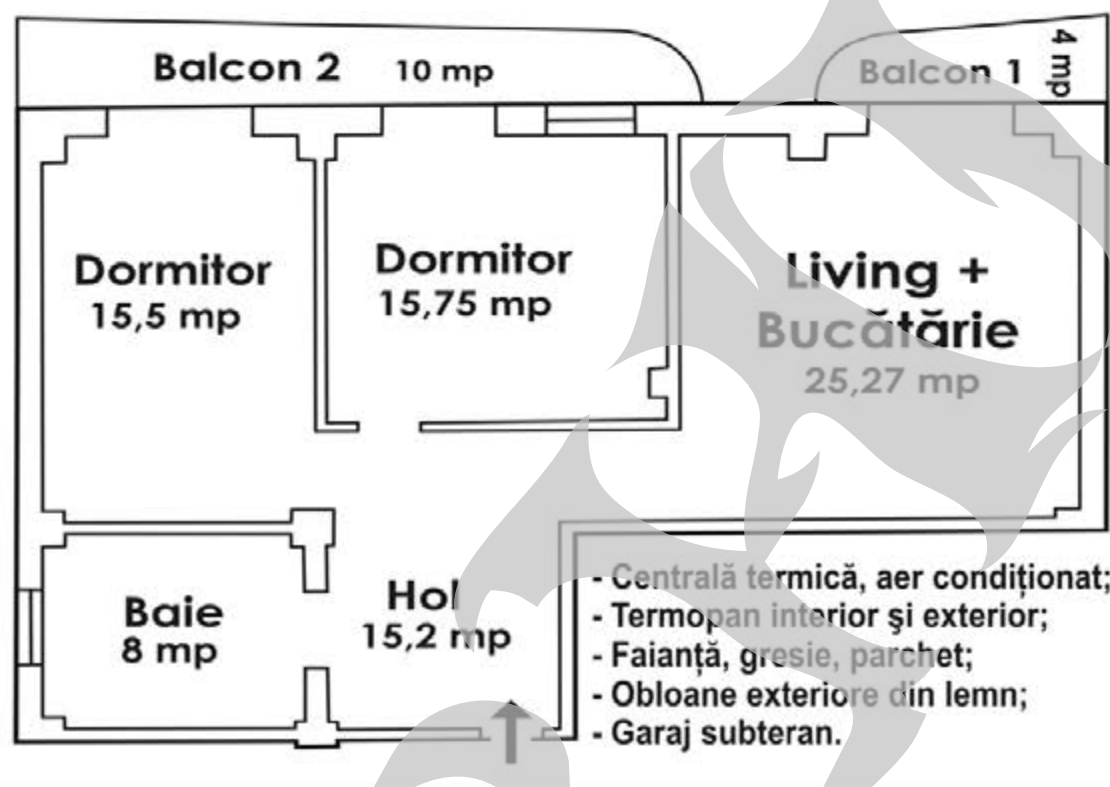 Balcon 2 10 mp
Balcon 1
4 mp
Dormitor
15,5 mp
Dormitor
15,75 mp
Living +
Bucătărie
25,27 mp
Baie
8 mp
Hol
15,2 mp
- Centrală termică, aer condiționat;
- Termopan interior şi exterior;
- Faianță, gresie, parchet;
- Obloane exteriore din lemn;
- Garaj subteran.